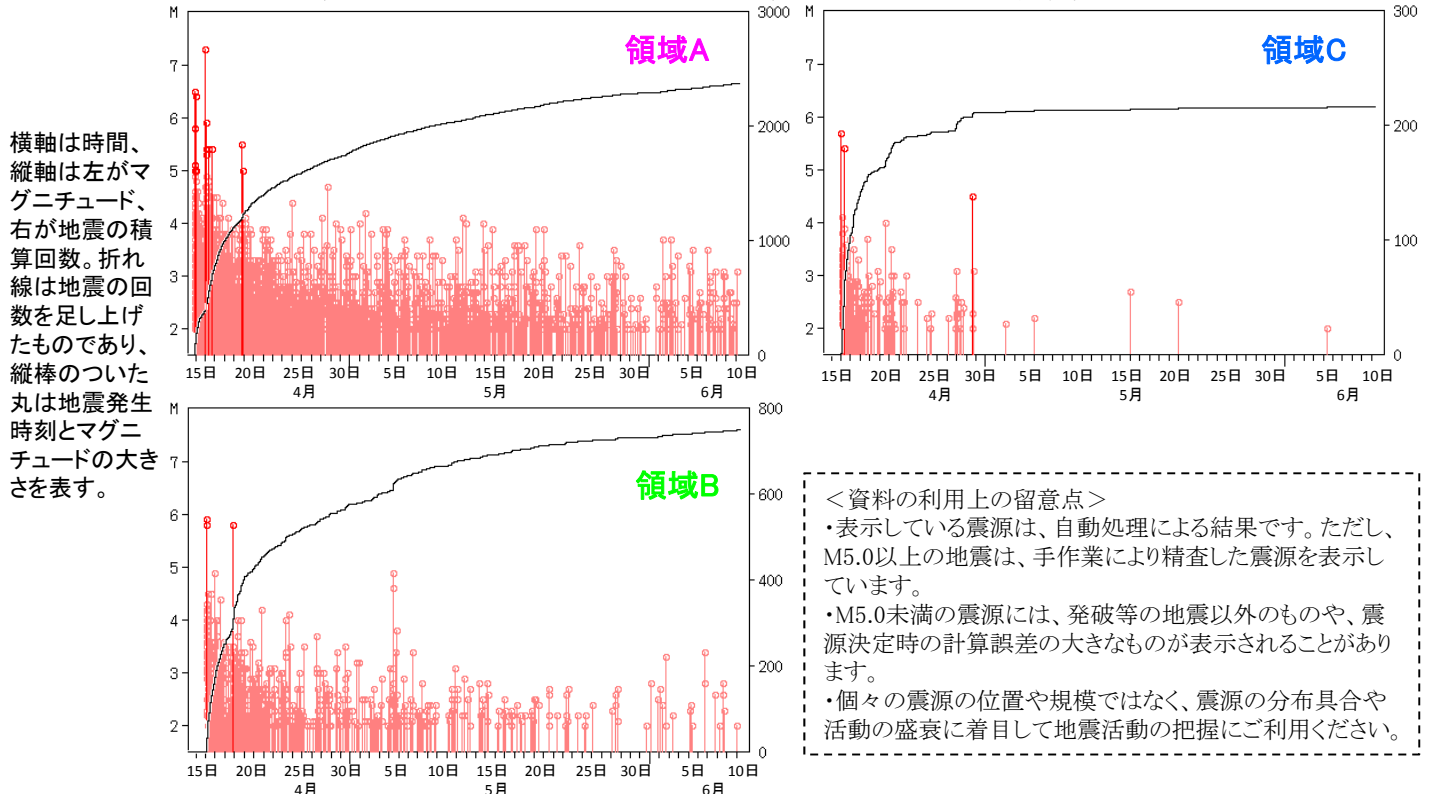 横軸は時間、
縦軸は左がマ
グニチュード、
右が地震の積
算回数。折れ
線は地震の回
数を足し上げ
たものであり、
縦棒のついた
丸は地震発生
時刻とマグニ
チュードの大き
さを表す。
M
7
6
5
4
3
2
3000
2000
1000
0
領域A
15日 20日 25日 30日 5日 10日 15日 20日 25日 30日 5日 10日
4月 5月 6月
M
7
6
5
4
3
2
300
200
100
0
領域C
15日 20日 25日 30日 5日 10日 15日 20日 25日 30日 5日 10日
4月 5月 6月
M
7
6
5
4
3
2
800
600
400
200
0
領域B
15日 20日 25日 30日 5日 10日 15日 20日 25日 30日 5日 10日
4月 5月 6月
＜資料の利用上の留意点＞
・表示している震源は、自動処理による結果です。ただし、
M5.0以上の地震は、手作業により精査した震源を表示し
ています。
・M5.0未満の震源には、発破等の地震以外のものや、震
源決定時の計算誤差の大きなものが表示されることがあり
ます。
・個々の震源の位置や規模ではなく、震源の分布具合や
活動の盛衰に着目して地震活動の把握にご利用ください。